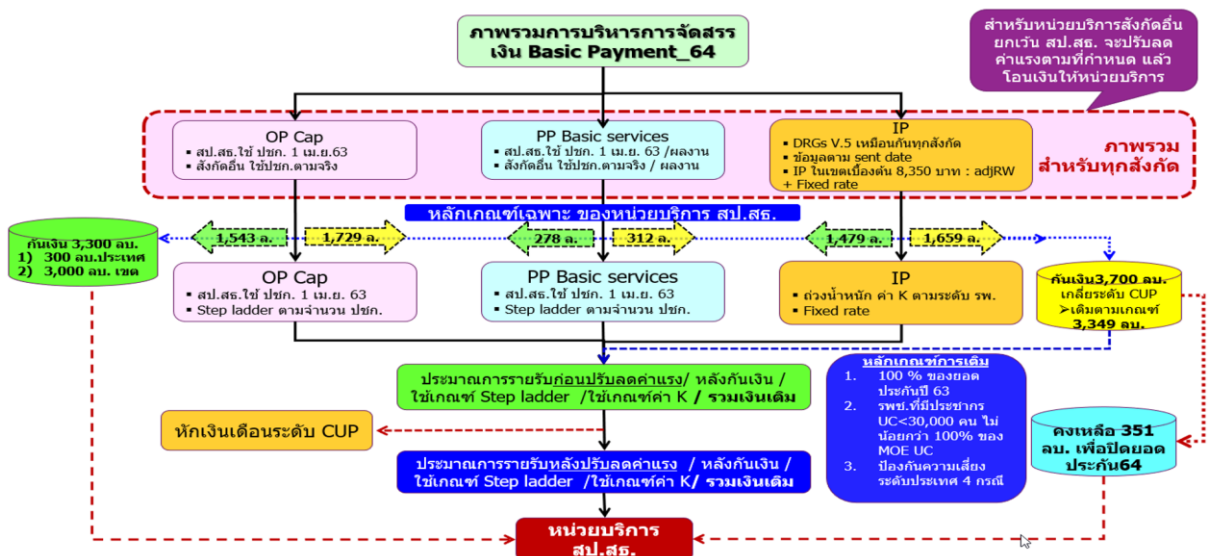 ภาพรวมการบริหารการจัดสรร
เงิน Basic Payment_64
สำหรับหน่วยบริการสังกัดอื่น
ยกเว้น สป.สธ. จะปรับลด
ค่าแรงตามที่กำหนด แล้ว
โอนเงินให้หน่วยบริการ
OP Cap
▪ สป.สธ.ใช้ ปชก. 1 เม.ย.63
▪ สังกัดอื่น ใช้ปชก.ตามจริง
PP Basic services
▪ สป.สธ.ใช้ ปชก. 1 เม.ย. 63 /ผลงาน
▪ สังกัดอื่น ใช้ปชก.ตามจริง / ผลงาน
IP
▪ DRGs V.5 เหมือนกันทุกสังกัด
▪ ข้อมูลตาม sent date
▪ IP ในเขตเบื้องต้น 8,350 บาท : adjRW
+ Fixed rate
ภาพรวม
สำหรับทุกสังกัด
หลักเกณฑ์เฉพาะ ของหน่วยบริการ สป.สธ.
กันเงิน 3,300 ลบ.
1) 300 ลบ.ประเทศ
2) 3,000 ลบ. เขต
1,543 ล.
1,729 ล.
278 ล.
312 ล.
1,479 ล.
1,659 ล.
OP Cap
▪ สป.สธ.ใช้ ปชก. 1 เม.ย. 63
▪ Step ladder ตามจำนวน ปชก.
PP Basic services
▪ สป.สธ.ใช้ ปชก. 1 เม.ย. 63
▪ Step ladder ตามจำนวน ปชก.
IP
▪ ถ่วงน้ำหนัก ค่า K ตามระดับ รพ.
▪ Fixed rate
กันเงิน3,700 ลบ.
เกลี่ยระดับ CUP
➢เติมตามเกณฑ์
3,349 ลบ.
ประมาณการรายรับก่อนปรับลดค่าแรง/ หลังกันเงิน /
ใช้เกณฑ์ Step ladder /ใช้เกณฑ์ค่า K / รวมเงินเติม
หักเงินเดือนระดับ CUP
ประมาณการรายรับหลังปรับลดค่าแรง / หลังกันเงิน /
ใช้เกณฑ์ Step ladder /ใช้เกณฑ์ค่า K/ รวมเงินเติม
หลักเกณฑ์การเติม
1. 100 % ของยอด
ประกันปี 63
2. รพช.ที่มีประชากร
UC<30,000 คน ไม่
น้อยกว่า 100% ของ
MOE UC
3. ป้องกันความเสี่ยง
ระดับประเทศ 4 กรณี
คงเหลือ 351
ลบ. เพื่อปิดยอด
ประกัน64
หน่วยบริการ
สป.สธ.